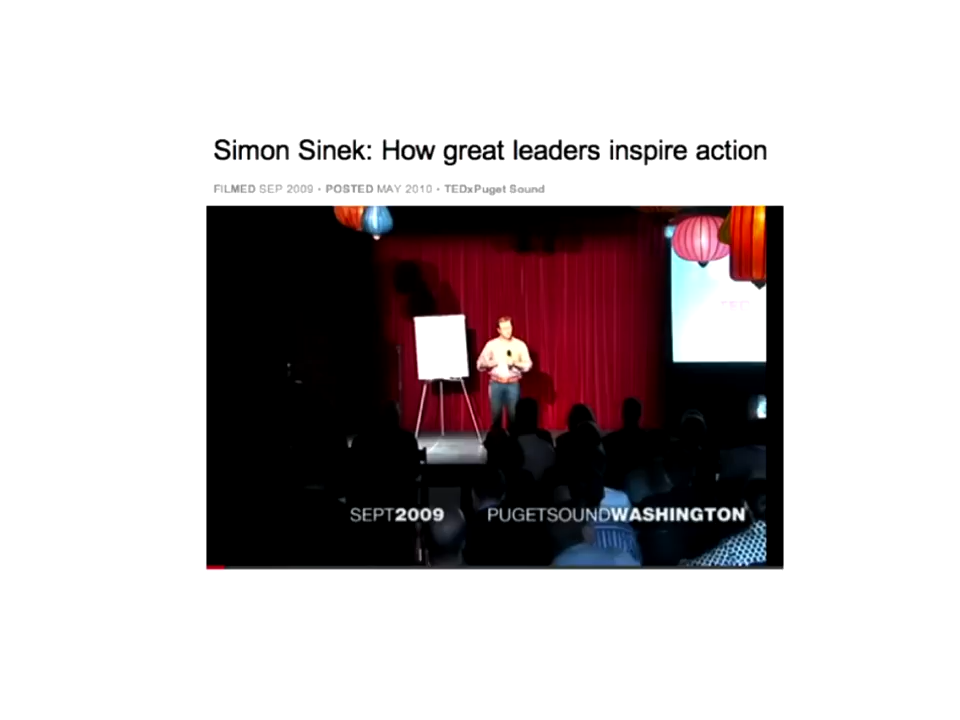 Simon Sinek: How great leaders inspire action
FILMED SEP 2009 • POSTED MAY 2010 • TEDxPuget Sound
SEPT2009 PUGETSOUNDWASHINGTON